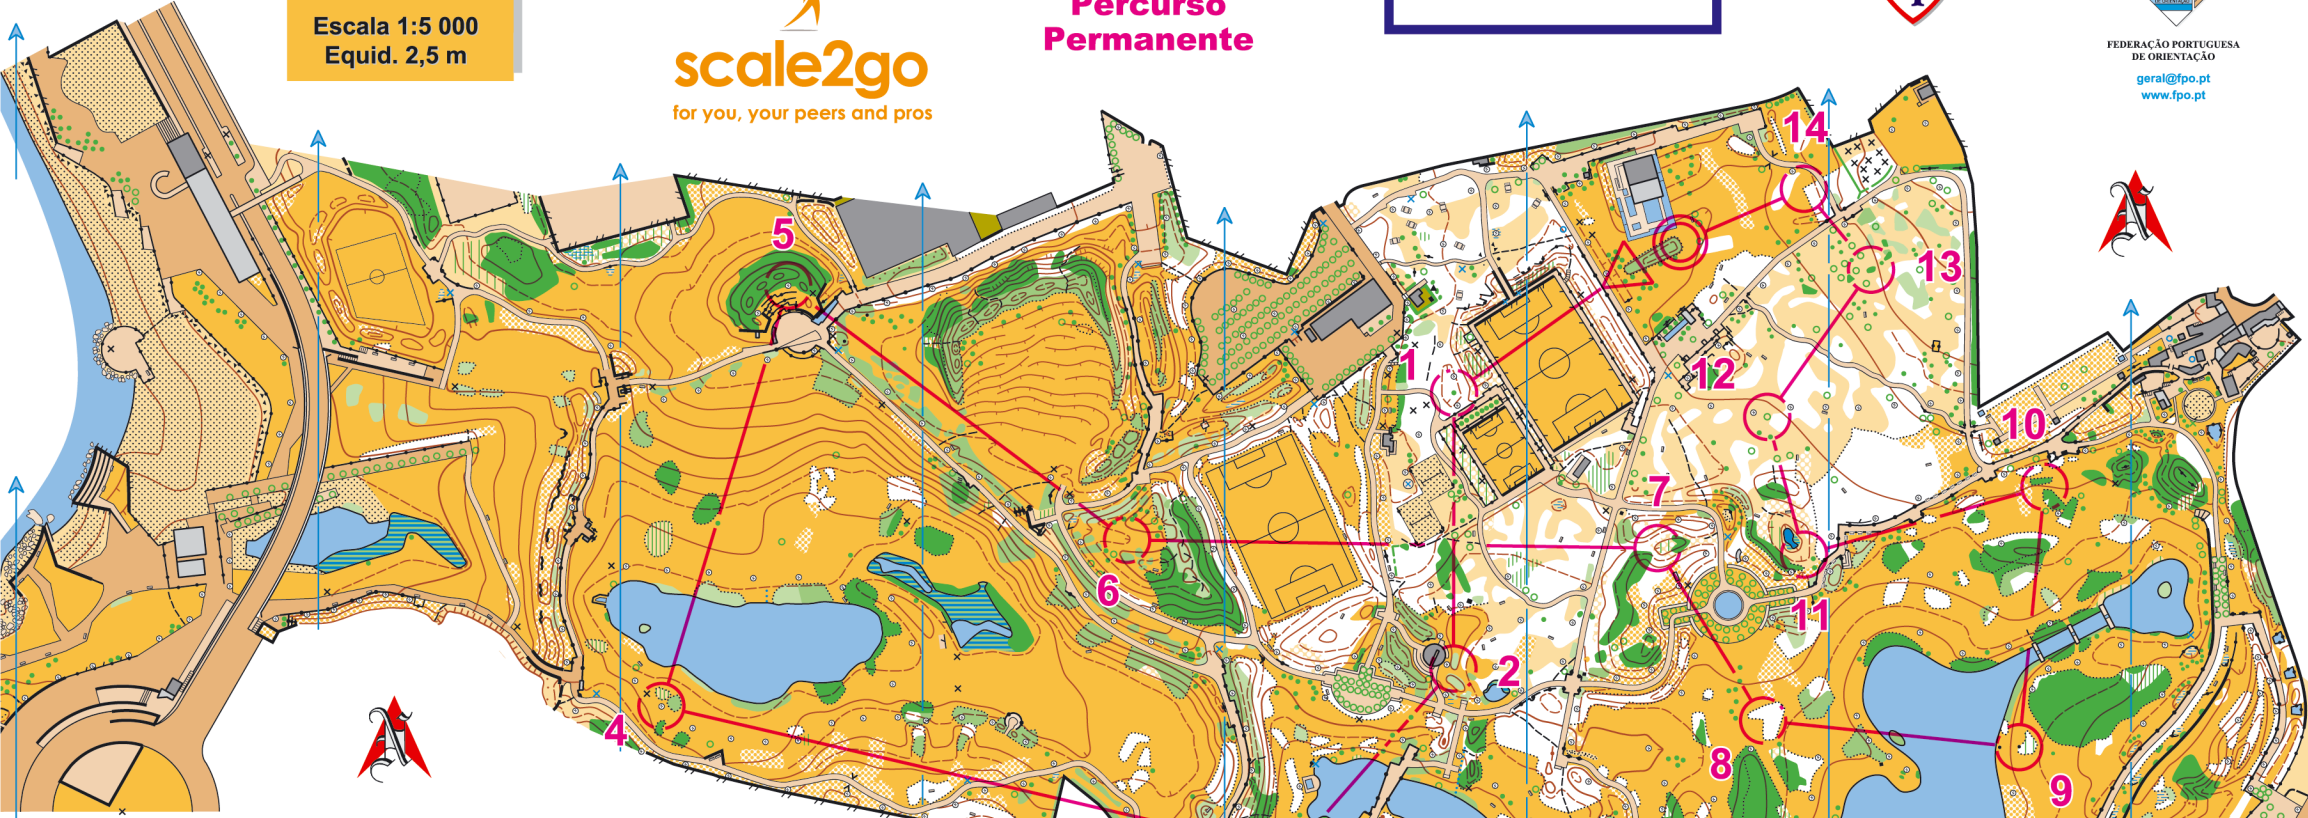 Escala 1:5 000
Equid. 2,5 m
scale2go
for you, your peers and pros
Percurso
Permanente
FEDERAÇÃO PORTUGUESA
DE ORIENTAÇÃO
geral@fpo.pt
www.fpo.pt
14
5
13
1
12
10
7
6
11
2
4
8
9
N
N